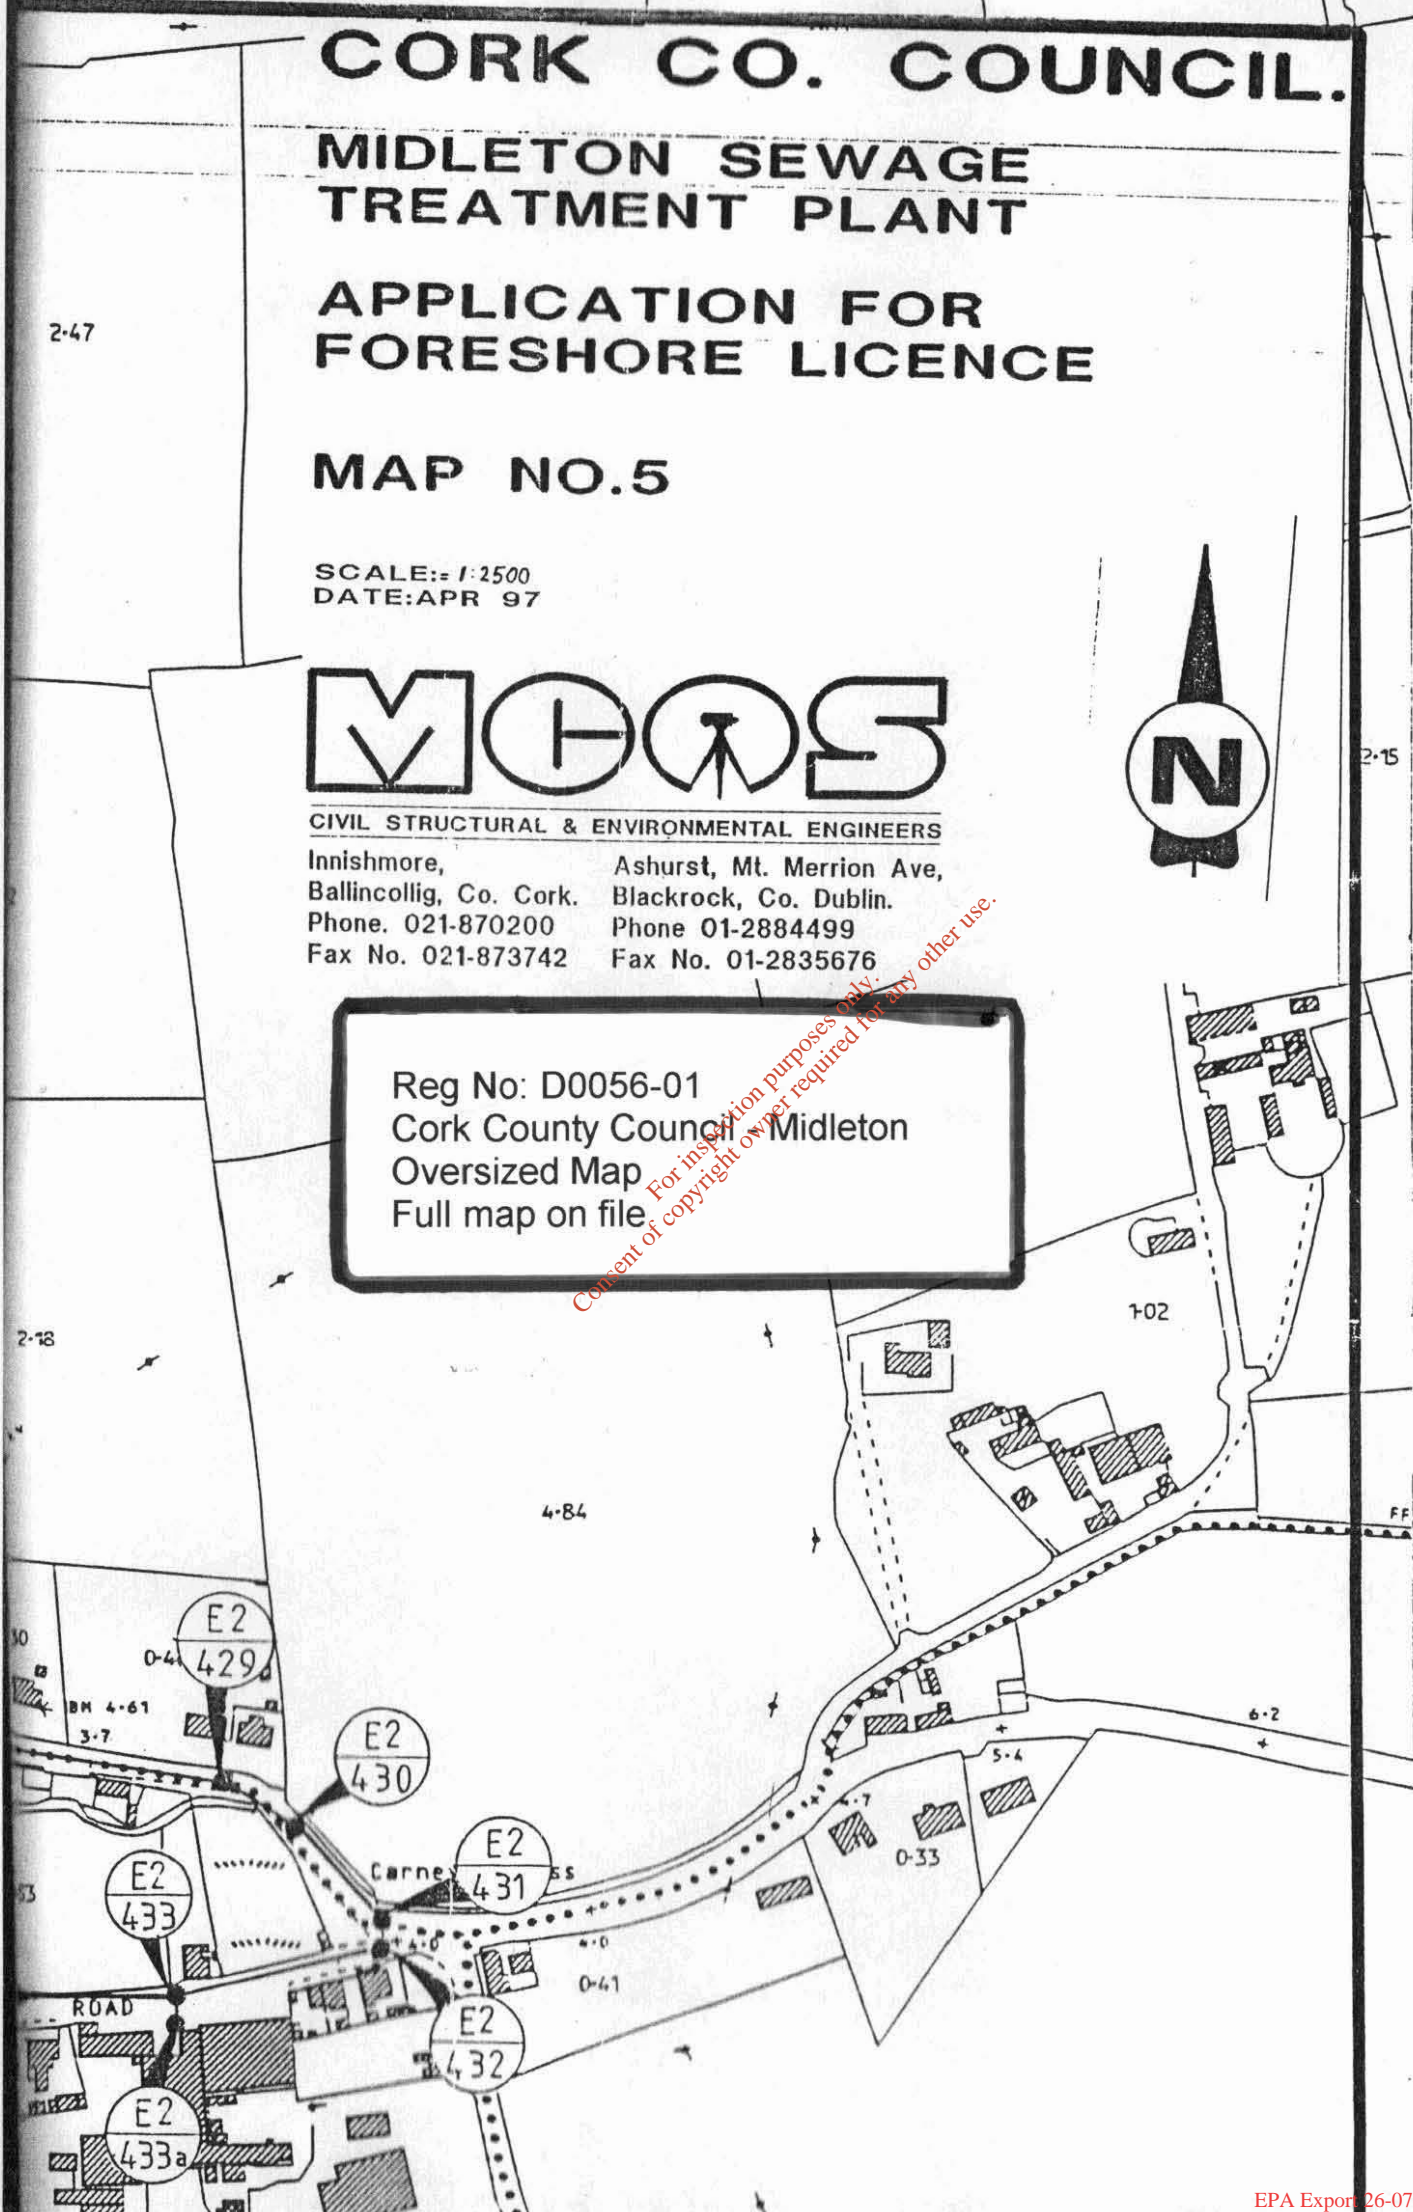 CORK CO. COUNCIL.
MIDLETON SEWAGE
TREATMENT PLANT
APPLICATION FOR
FORESHORE LICENCE
MAP NO.5
SCALE:= 1:2500
DATE:APR 97
2·47
N
2·15
MCOS
CIVIL STRUCTURAL & ENVIRONMENTAL ENGINEERS
Innishmore,
Ballincollig, Co. Cork.
Phone. 021-870200
Fax No. 021-873742
Ashurst, Mt. Merrion Ave,
Blackrock, Co. Dublin.
Phone 01-2884499
Fax No. 01-2835676
Reg No: D0056-01
Cork County Council - Midleton
Oversized Map
Full map on file
For inspection purposes only.
Consent of copyright owner required for any other use.
2·18
1·02
4·84
FF
E2
429
BM 4·61
3·7
E2
430
6·2
5·4
4·7
0·33
E2
431
E2
433
4·0
4·0
0·41
ROAD
E2
432
E2
433a
EPA Export 26-07